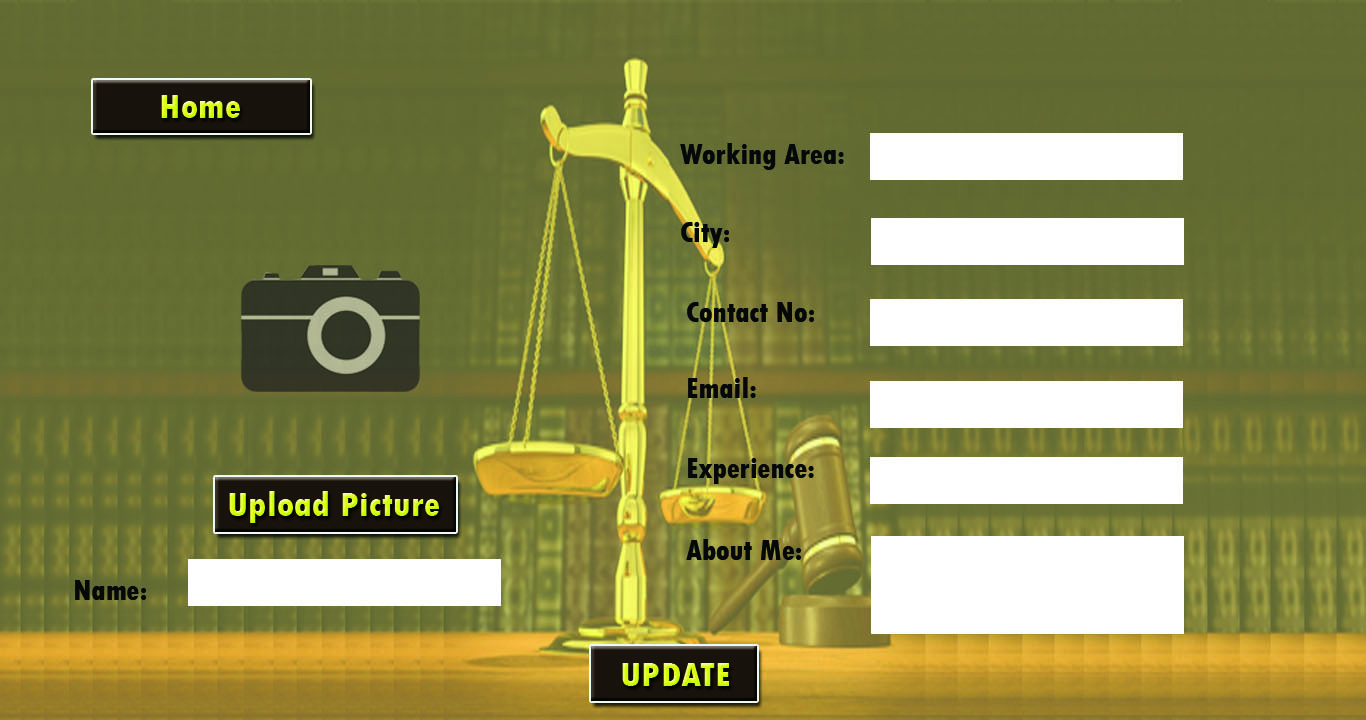 Home
Working Area:
City:
Contact No:
Email:
Experience:
About Me:
Upload Picture
Name:
UPDATE